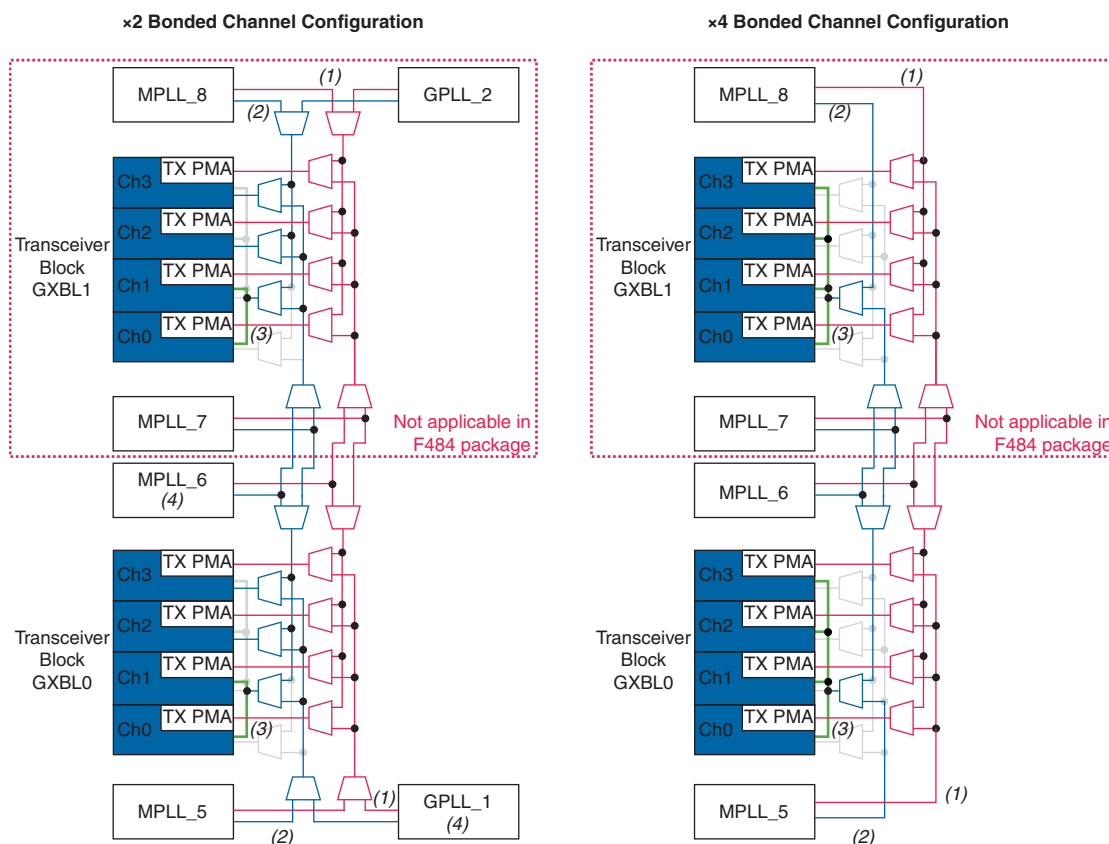 ×2 Bonded Channel Configuration
(1)
MPLL_8
GPLL_2
(2)
TX PMA
Ch3
TX PMA
Ch2
Transceiver
Block
GXBL1
TX PMA
Ch1
TX PMA
Ch0
(3)
MPLL_7
Not applicable in
F484 package
MPLL_6
(4)
TX PMA
Ch3
TX PMA
Ch2
Transceiver
Block
GXBL0
TX PMA
Ch1
TX PMA
Ch0
(3)
MPLL_5
(1)
GPLL_1
(4)
(2)
×4 Bonded Channel Configuration
(1)
MPLL_8
(2)
TX PMA
Ch3
TX PMA
Ch2
Transceiver
Block
GXBL1
TX PMA
Ch1
TX PMA
Ch0
(3)
MPLL_7
Not applicable in
F484 package
MPLL_6
TX PMA
Ch3
TX PMA
Ch2
Transceiver
Block
GXBL0
TX PMA
Ch1
TX PMA
Ch0
(3)
MPLL_5
(1)
(2)